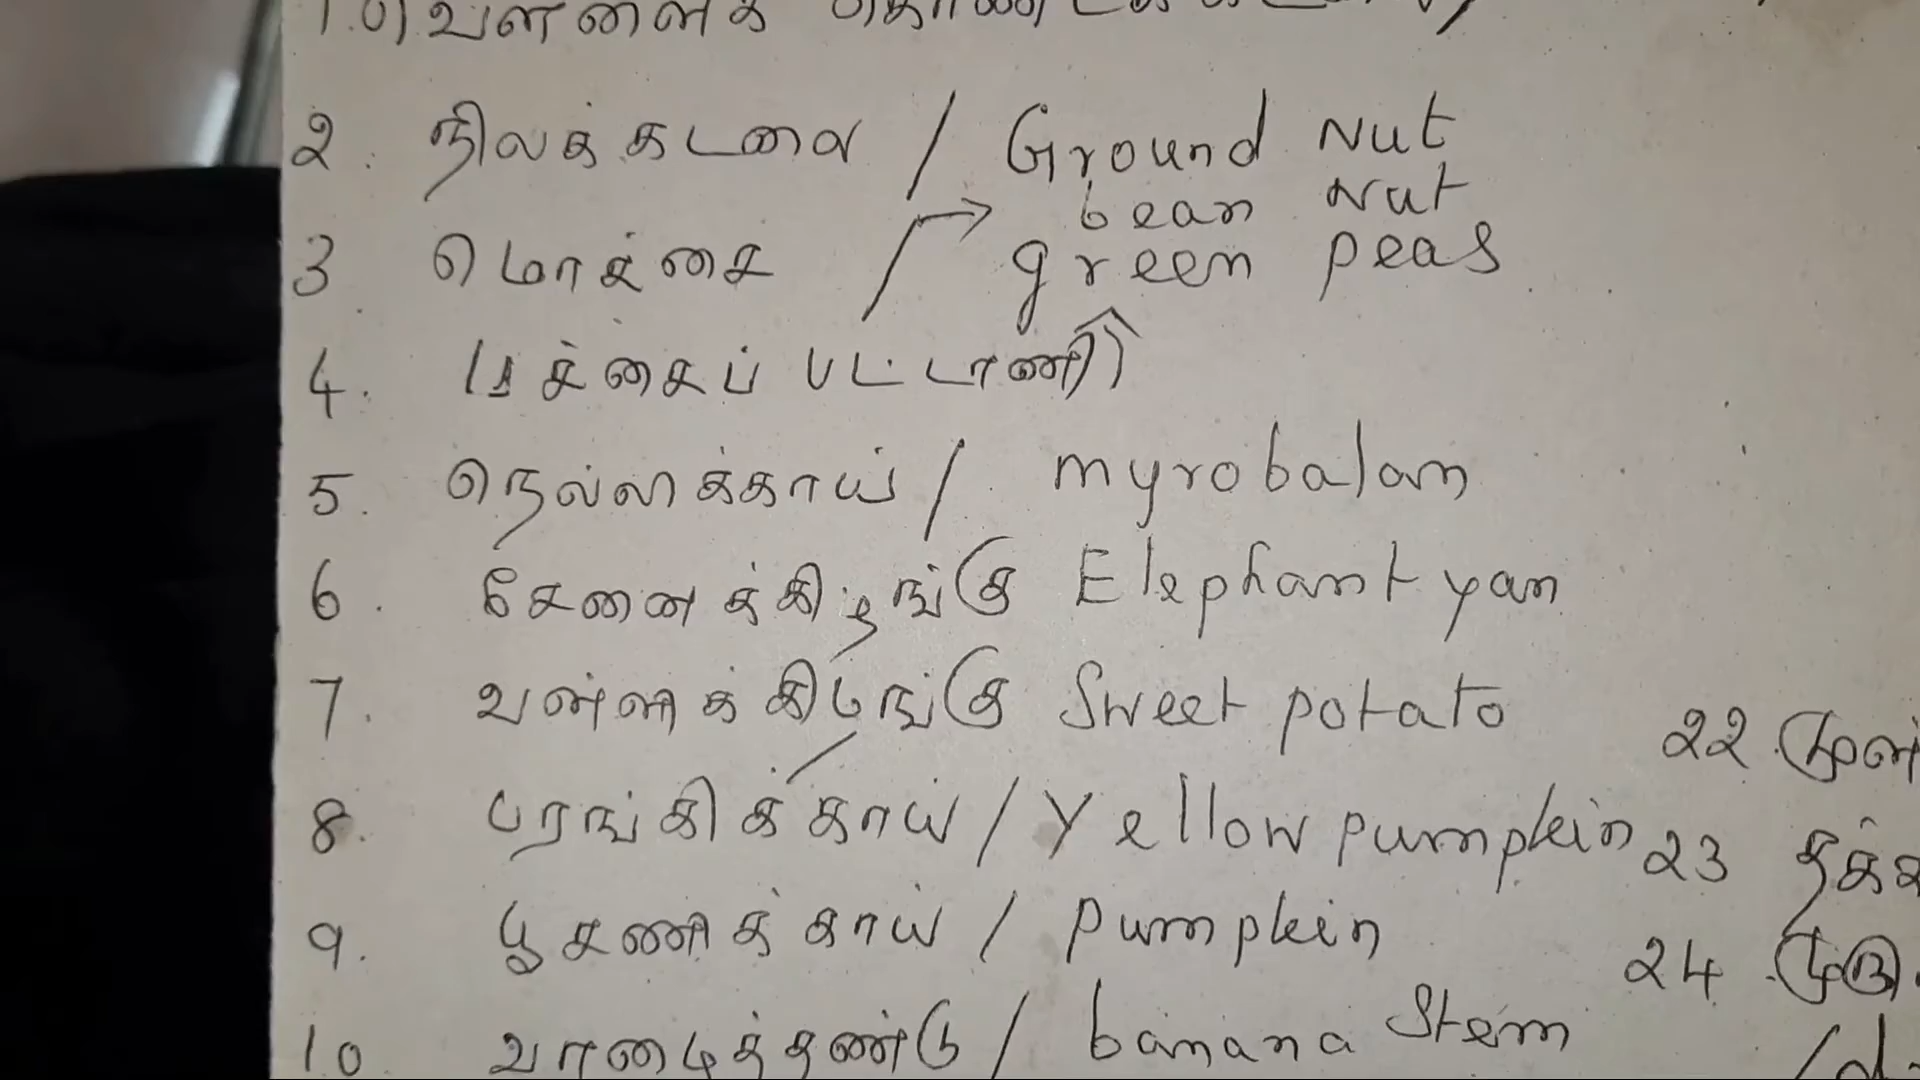 2. நிலக்கடலை / Ground Nut
bean Nut
3 மொச்சை / green peas
4. பச்சைப் பட்டாணி
5. நெல்லிக்காய் / myrobalam
6. சேனைக்கிழங்கு Elephant yam
7. வள்ளிக்கிழங்கு Sweet potato
22
8. பரங்கிக்காய் / Yellow pumpkin
23
9. பூசணிக்காய் / Pumpkin
24
10 வாழைத்தண்டு / banana Stem